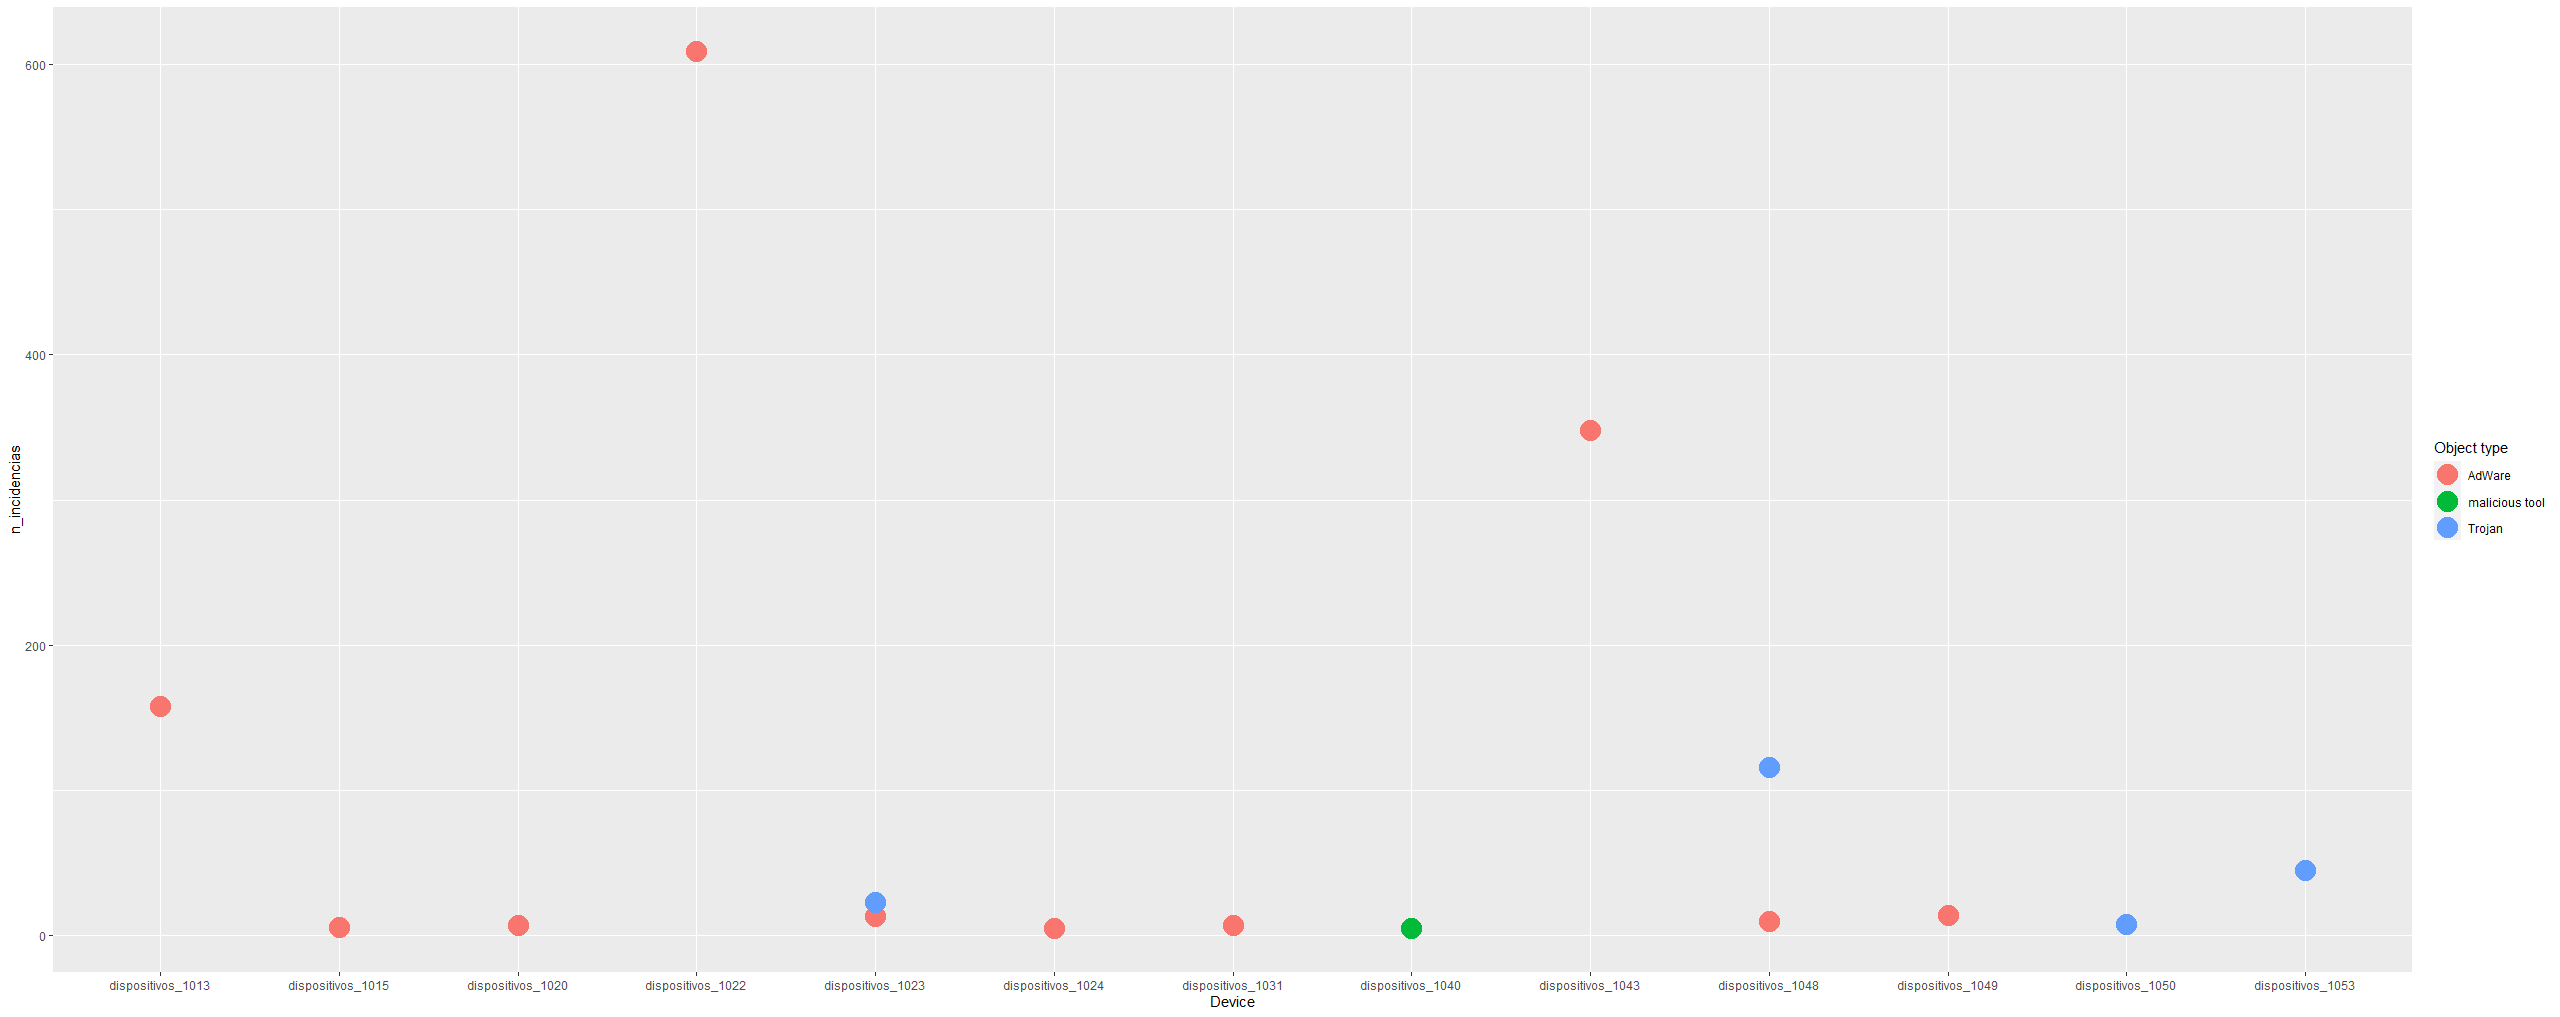 600
400
200
0
n_incidencias
dispositivos_1013
dispositivos_1015
dispositivos_1020
dispositivos_1022
dispositivos_1023
dispositivos_1024
dispositivos_1031
dispositivos_1040
dispositivos_1043
dispositivos_1048
dispositivos_1049
dispositivos_1050
dispositivos_1053
Device
Object type
AdWare
malicious tool
Trojan